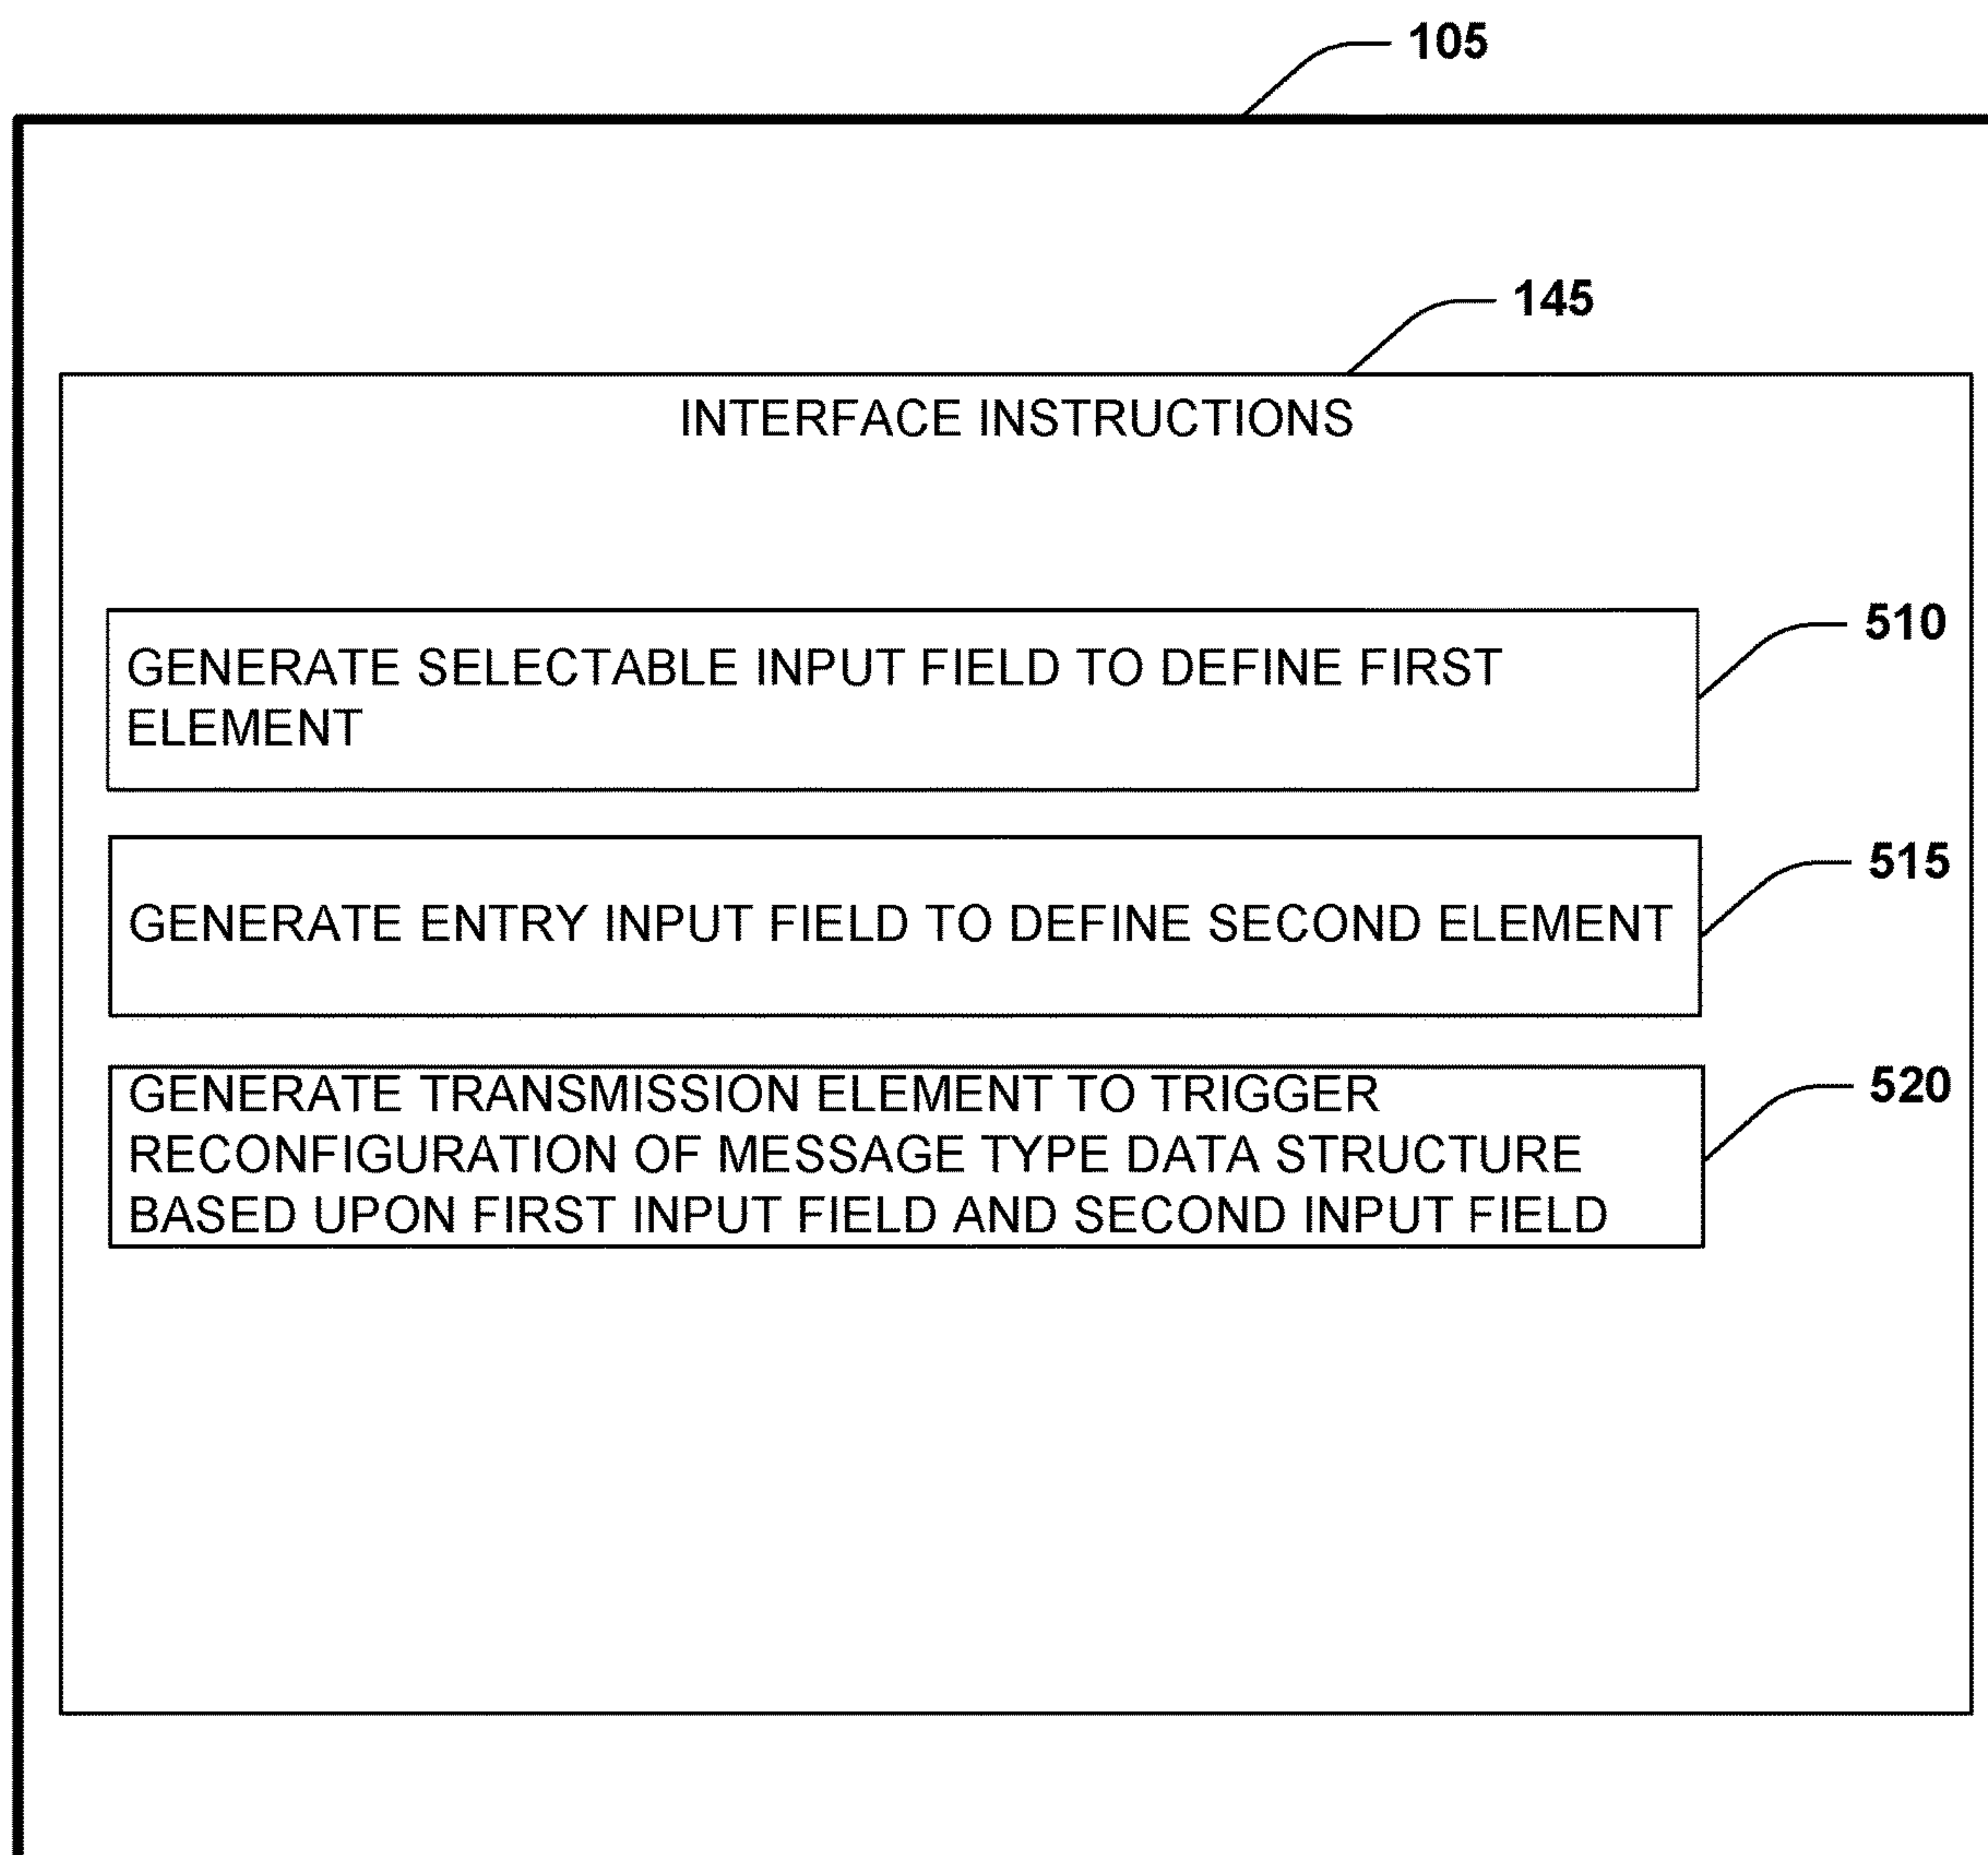 105
145
INTERFACE INSTRUCTIONS
510
GENERATE SELECTABLE INPUT FIELD TO DEFINE FIRST
ELEMENT
515
GENERATE ENTRY INPUT FIELD TO DEFINE SECOND ELEMENT
520
GENERATE TRANSMISSION ELEMENT TO TRIGGER
RECONFIGURATION OF MESSAGE TYPE DATA STRUCTURE
BASED UPON FIRST INPUT FIELD AND SECOND INPUT FIELD